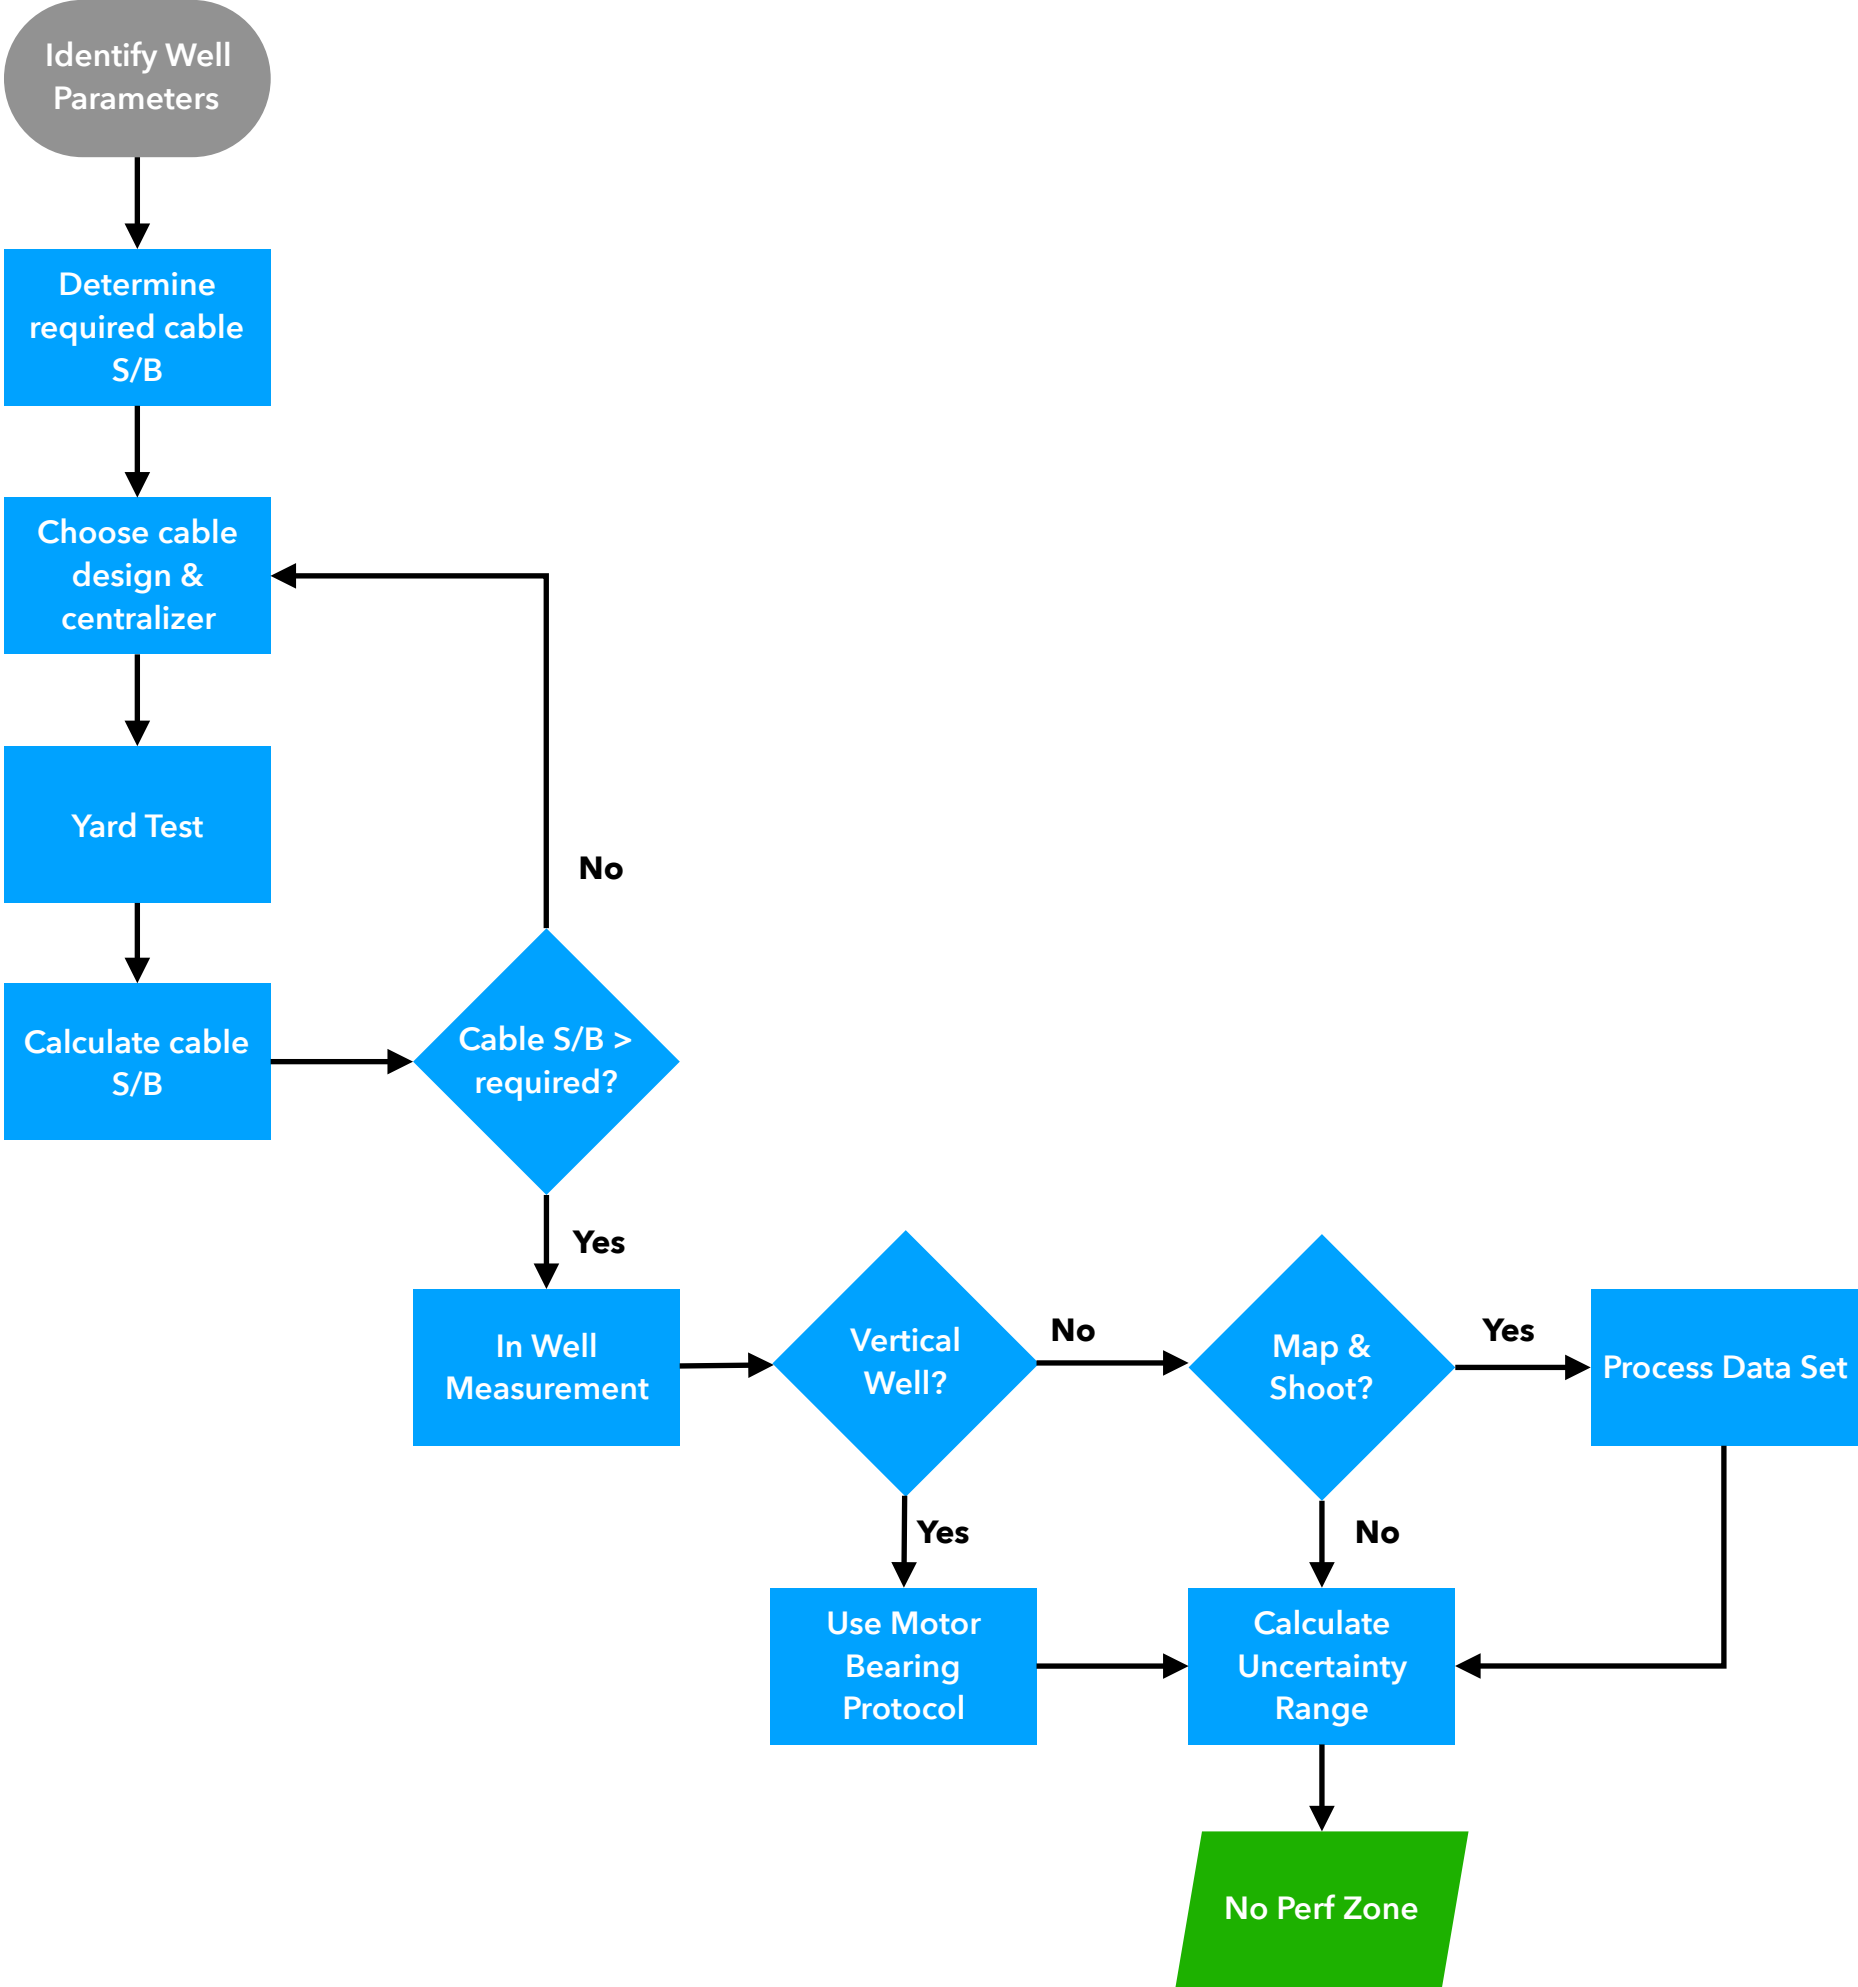 Identify Well
Parameters
Determine
required cable
S/B
Choose cable
design &
centralizer
Yard Test
No
Calculate cable
S/B
Cable S/B >
required?
Yes
In Well
Measurement
Vertical
Well?
No
Map &
Shoot?
Yes
Process Data Set
Yes
No
Use Motor
Bearing
Protocol
Calculate
Uncertainty
Range
No Perf Zone